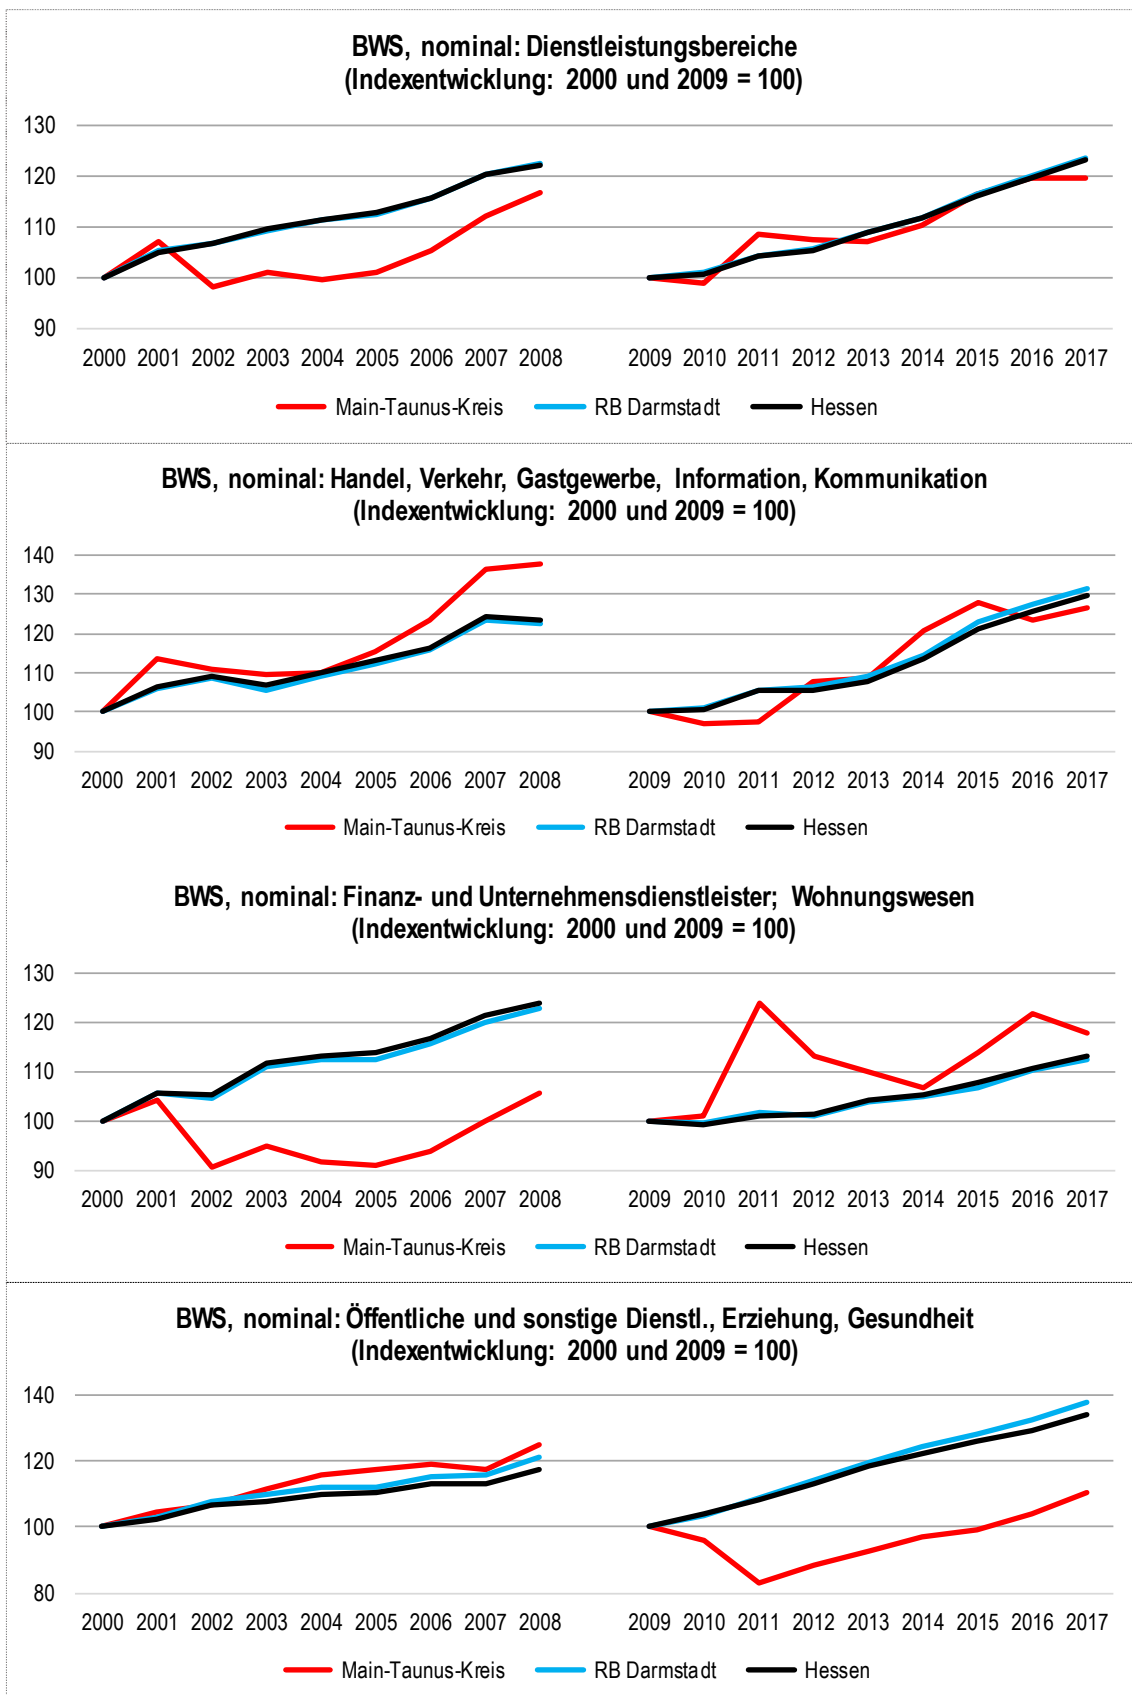 BWS, nominal: Dienstleistungsbereiche
(Indexentwicklung: 2000 und 2009 = 100)
130
120
110
100
90
2000 2001 2002 2003 2004 2005 2006 2007 2008 2009 2010 2011 2012 2013 2014 2015 2016 2017
Main-Taunus-Kreis RB Darmstadt Hessen
BWS, nominal: Handel, Verkehr, Gastgewerbe, Information, Kommunikation
(Indexentwicklung: 2000 und 2009 = 100)
140
130
120
110
100
90
2000 2001 2002 2003 2004 2005 2006 2007 2008 2009 2010 2011 2012 2013 2014 2015 2016 2017
Main-Taunus-Kreis RB Darmstadt Hessen
BWS, nominal: Finanz- und Unternehmensdienstleister; Wohnungswesen
(Indexentwicklung: 2000 und 2009 = 100)
130
120
110
100
90
2000 2001 2002 2003 2004 2005 2006 2007 2008 2009 2010 2011 2012 2013 2014 2015 2016 2017
Main-Taunus-Kreis RB Darmstadt Hessen
BWS, nominal: Öffentliche und sonstige Dienstl., Erziehung, Gesundheit
(Indexentwicklung: 2000 und 2009 = 100)
140
120
100
80
2000 2001 2002 2003 2004 2005 2006 2007 2008 2009 2010 2011 2012 2013 2014 2015 2016 2017
Main-Taunus-Kreis RB Darmstadt Hessen